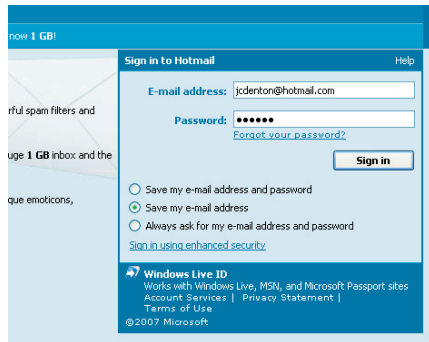 now 1 GB!
Sign in to Hotmail Help
E-mail address: jcdenton@hotmail.com
rful spam filters and
Password: ●●●●●●
Forgot your password?
uge 1 GB inbox and the
Sign in
Save my e-mail address and password
que emoticons,
Save my e-mail address
Always ask for my e-mail address and password
Sign in using enhanced security
Windows Live ID
Works with Windows Live, MSN, and Microsoft Passport sites
Account Services | Privacy Statement |
Terms of Use
©2007 Microsoft